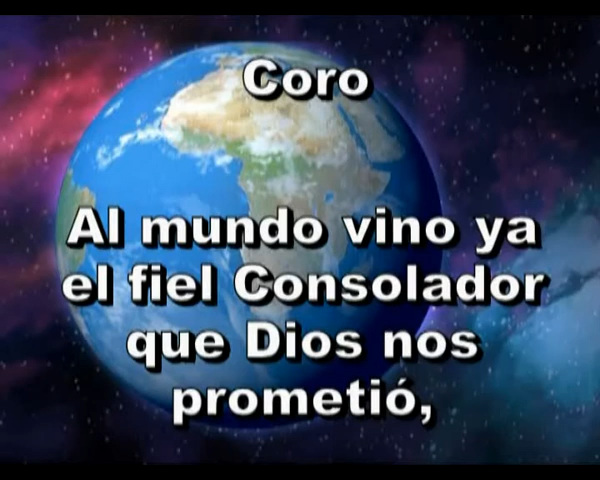 Coro
Al mundo vino ya
el fiel Consolador
que Dios nos
prometió,